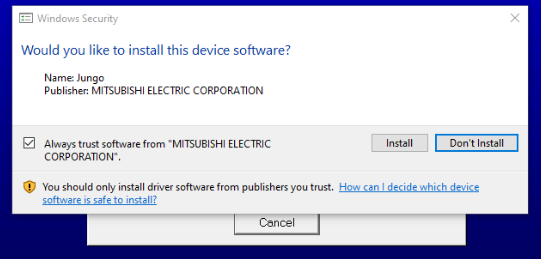 Windows Security
Would you like to install this device software?
Name: Jungo
Publisher: MITSUBISHI ELECTRIC CORPORATION
Always trust software from "MITSUBISHI ELECTRIC
CORPORATION".
Install
Don't Install
You should only install driver software from publishers you trust. How can I decide which device
software is safe to install?
Cancel